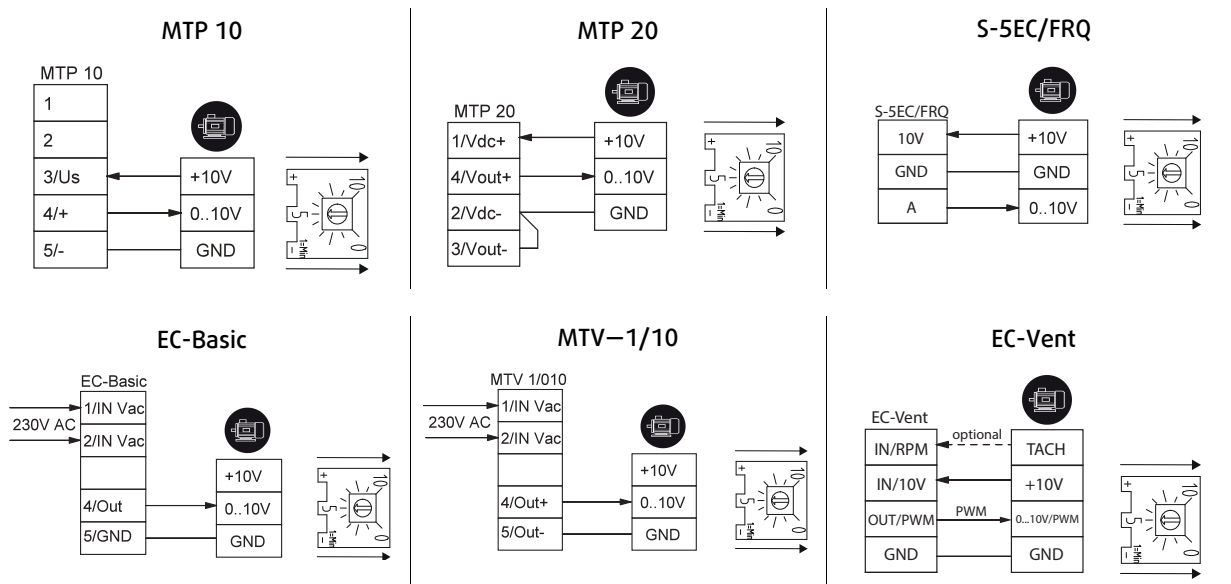 MTP 10
MTP 10
1
2
3/Us
4/+
5/-
+10V
0..10V
GND
+
10
5
1=Min
-
0
MTP 20
MTP 20
1/Vdc+
4/Vout+
2/Vdc-
3/Vout-
+10V
0..10V
GND
+
10
5
1=Min
-
0
S-5EC/FRQ
S-5EC/FRQ
10V
GND
A
+10V
GND
0..10V
+
10
5
1=Min
-
0
EC-Basic
EC-Basic
230V AC
1/IN Vac
2/IN Vac
4/Out
5/GND
+10V
0..10V
GND
+
10
5
1=Min
-
0
MTV–1/10
MTV 1/010
230V AC
1/IN Vac
2/IN Vac
4/Out+
5/Out-
+10V
0..10V
GND
+
10
5
1=Min
-
0
EC-Vent
EC-Vent
IN/RPM
optional
TACH
IN/10V
+10V
OUT/PWM
PWM
0...10V/PWM
GND
GND
+
10
5
1=Min
-
0